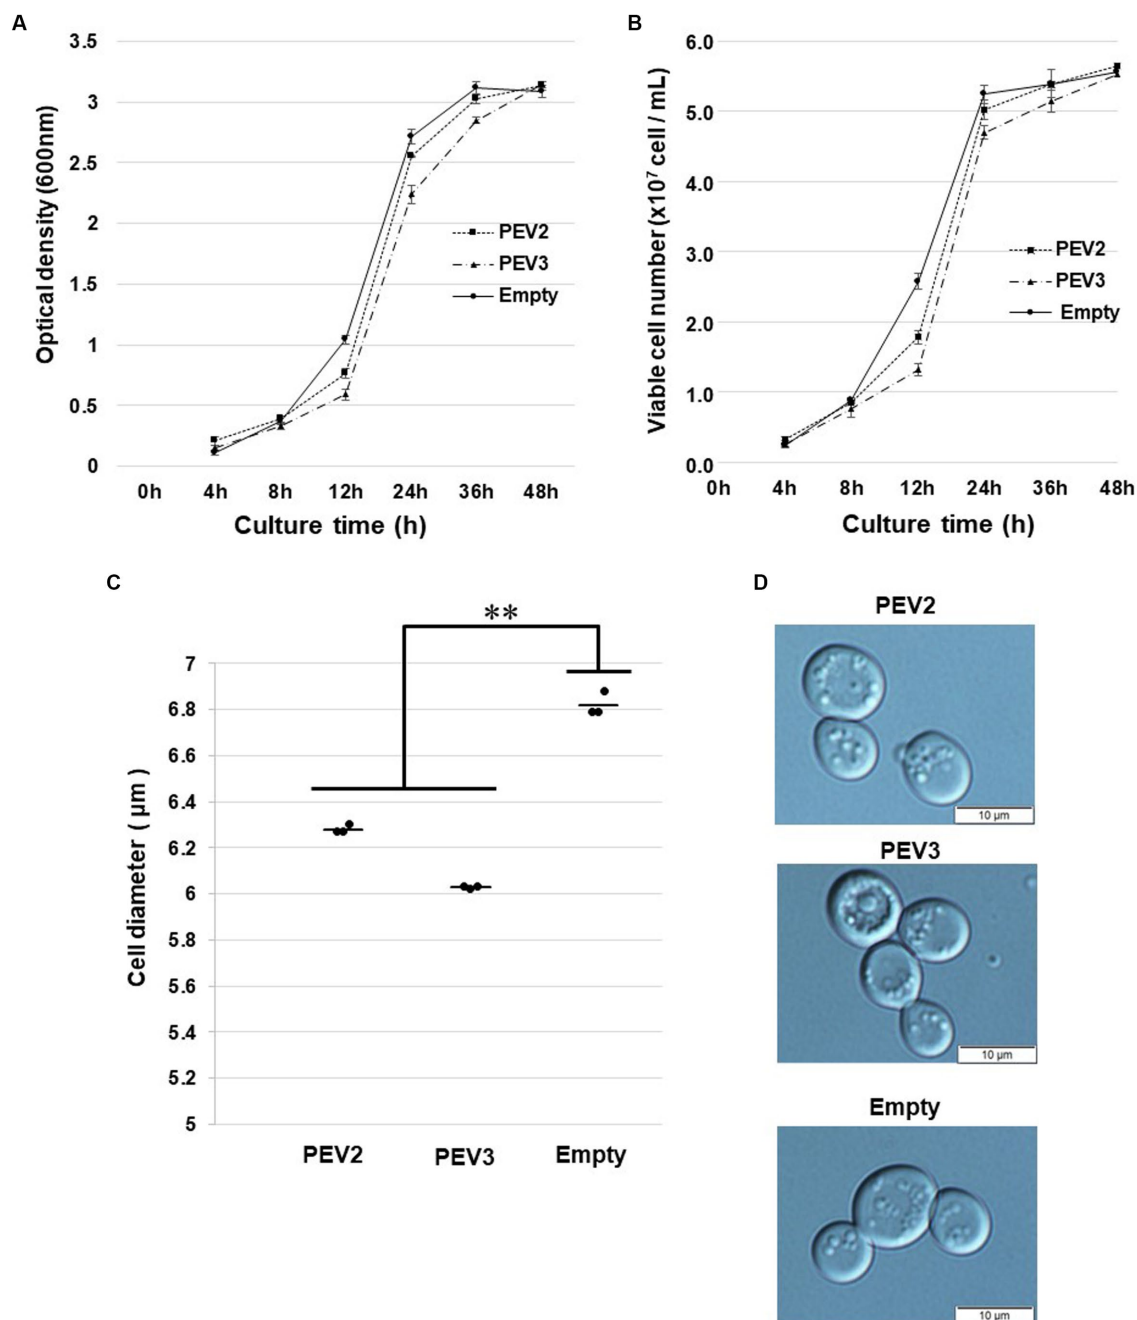 A
3.5
3
2.5
2
1.5
1
0.5
0
Optical density (600nm)
0h 4h 8h 12h 24h 36h 48h
Culture time (h)
PEV2
PEV3
Empty
B
6.0
5.0
4.0
3.0
2.0
1.0
0.0
Viable cell number (x10⁷ cell / mL)
0h 4h 8h 12h 24h 36h 48h
Culture time (h)
PEV2
PEV3
Empty
C
**
7
6.8
6.6
6.4
6.2
6
5.8
5.6
5.4
5.2
5
Cell diameter ( µm )
PEV2 PEV3 Empty
D
PEV2
10 µm
PEV3
10 µm
Empty
10 µm